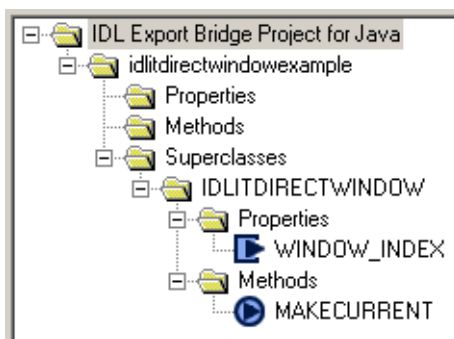 IDL Export Bridge Project for Java
idlitdirectwindowexample
Properties
Methods
Superclasses
IDLITDIRECTWINDOW
Properties
WINDOW_INDEX
Methods
MAKECURRENT